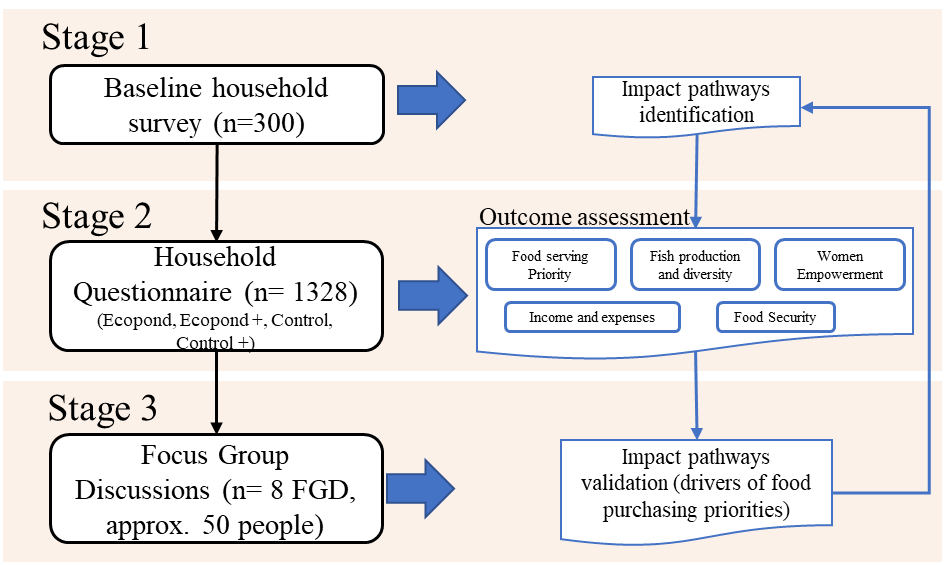 Stage 1
Baseline household
survey (n=300)
Impact pathways
identification
Stage 2
Household
Questionnaire (n= 1328)
(Ecopond, Ecopond +, Control,
Control +)
Outcome assessment
Food serving
Priority
Fish production
and diversity
Women
Empowerment
Income and expenses
Food Security
Stage 3
Focus Group
Discussions (n= 8 FGD,
approx. 50 people)
Impact pathways
validation (drivers of food
purchasing priorities)